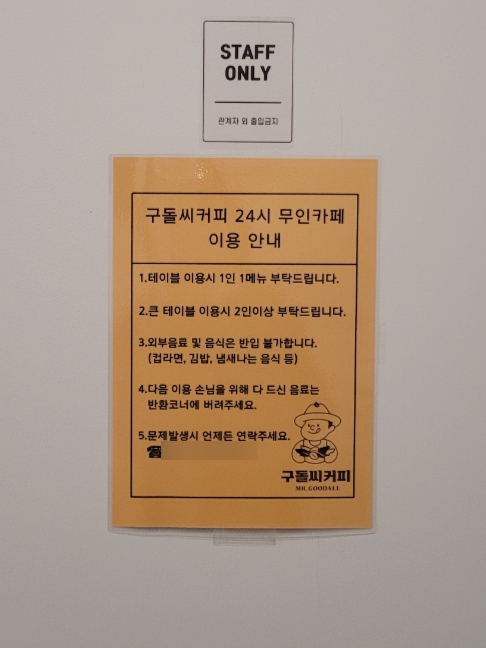 STAFF
ONLY
관계자 외 출입금지
구돌씨커피 24시 무인카페
이용 안내
1.테이블 이용시 1인 1메뉴 부탁드립니다.
2.큰 테이블 이용시 2인이상 부탁드립니다.
3.외부음료 및 음식은 반입 불가합니다.
(컵라면, 김밥, 냄새나는 음식 등)
4.다음 이용 손님을 위해 다 드신 음료는
반환코너에 버려주세요.
5.문제발생시 언제든 연락주세요.
☎
구돌씨커피
MR. GOODALL